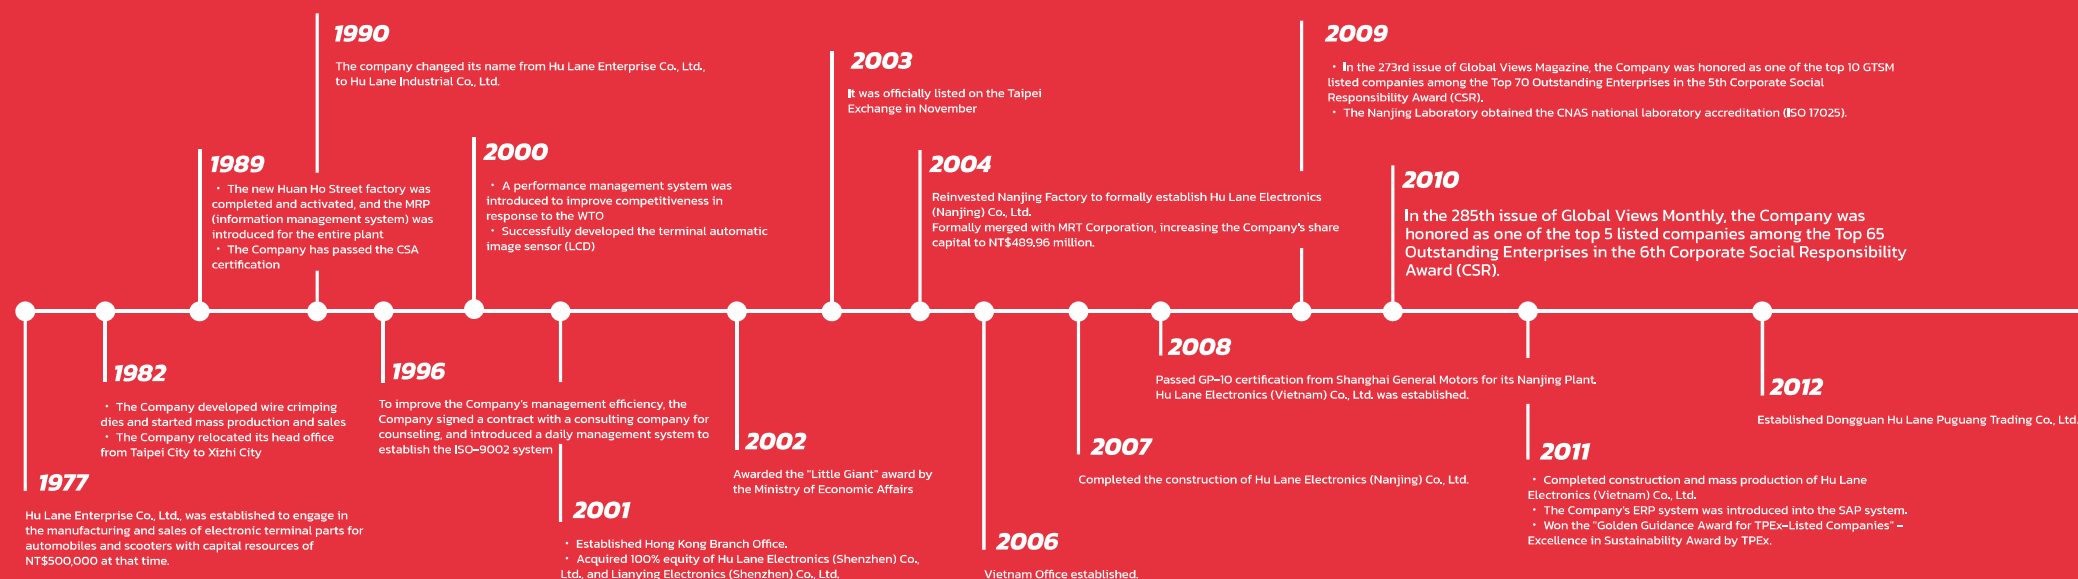 1990
The company changed its name from Hu Lane Enterprise Co., Ltd.,
to Hu Lane Industrial Co., Ltd.
2003
It was officially listed on the Taipei
Exchange in November
2009
・ In the 273rd issue of Global Views Magazine, the Company was honored as one of the top 10 GTSM
listed companies among the Top 70 Outstanding Enterprises in the 5th Corporate Social
Responsibility Award (CSR).
・ The Nanjing Laboratory obtained the CNAS national laboratory accreditation (ISO 17025).
1989
・ The new Huan Ho Street factory was
completed and activated, and the MRP
(information management system) was
introduced for the entire plant
・ The Company has passed the CSA
certification
2000
・ A performance management system was
introduced to improve competitiveness in
response to the WTO
・ Successfully developed the terminal automatic
image sensor (LCD)
2004
Reinvested Nanjing Factory to formally establish Hu Lane Electronics
(Nanjing) Co., Ltd.
Formally merged with MRT Corporation, increasing the Company's share
capital to NT$489.96 million.
2010
In the 285th issue of Global Views Monthly, the Company was
honored as one of the top 5 listed companies among the Top 65
Outstanding Enterprises in the 6th Corporate Social Responsibility
Award (CSR).
1982
・ The Company developed wire crimping
dies and started mass production and sales
・ The Company relocated its head office
from Taipei City to Xizhi City
1996
To improve the Company's management efficiency, the
Company signed a contract with a consulting company for
counseling, and introduced a daily management system to
establish the ISO-9002 system
2008
Passed GP-10 certification from Shanghai General Motors for its Nanjing Plant.
Hu Lane Electronics (Vietnam) Co., Ltd. was established.
2012
Established Dongguan Hu Lane Puguang Trading Co., Ltd.
1977
Hu Lane Enterprise Co., Ltd., was established to engage in
the manufacturing and sales of electronic terminal parts for
automobiles and scooters with capital resources of
NT$500,000 at that time.
2002
Awarded the "Little Giant" award by
the Ministry of Economic Affairs
2007
Completed the construction of Hu Lane Electronics (Nanjing) Co., Ltd.
2011
・ Completed construction and mass production of Hu Lane
Electronics (Vietnam) Co., Ltd.
・ The Company's ERP system was introduced into the SAP system.
・ Won the "Golden Guidance Award for TPEx-Listed Companies" -
Excellence in Sustainability Award by TPEx.
2001
・ Established Hong Kong Branch Office.
・ Acquired 100% equity of Hu Lane Electronics (Shenzhen) Co.,
Ltd., and Lianying Electronics (Shenzhen) Co., Ltd.
2006
Vietnam Office established.